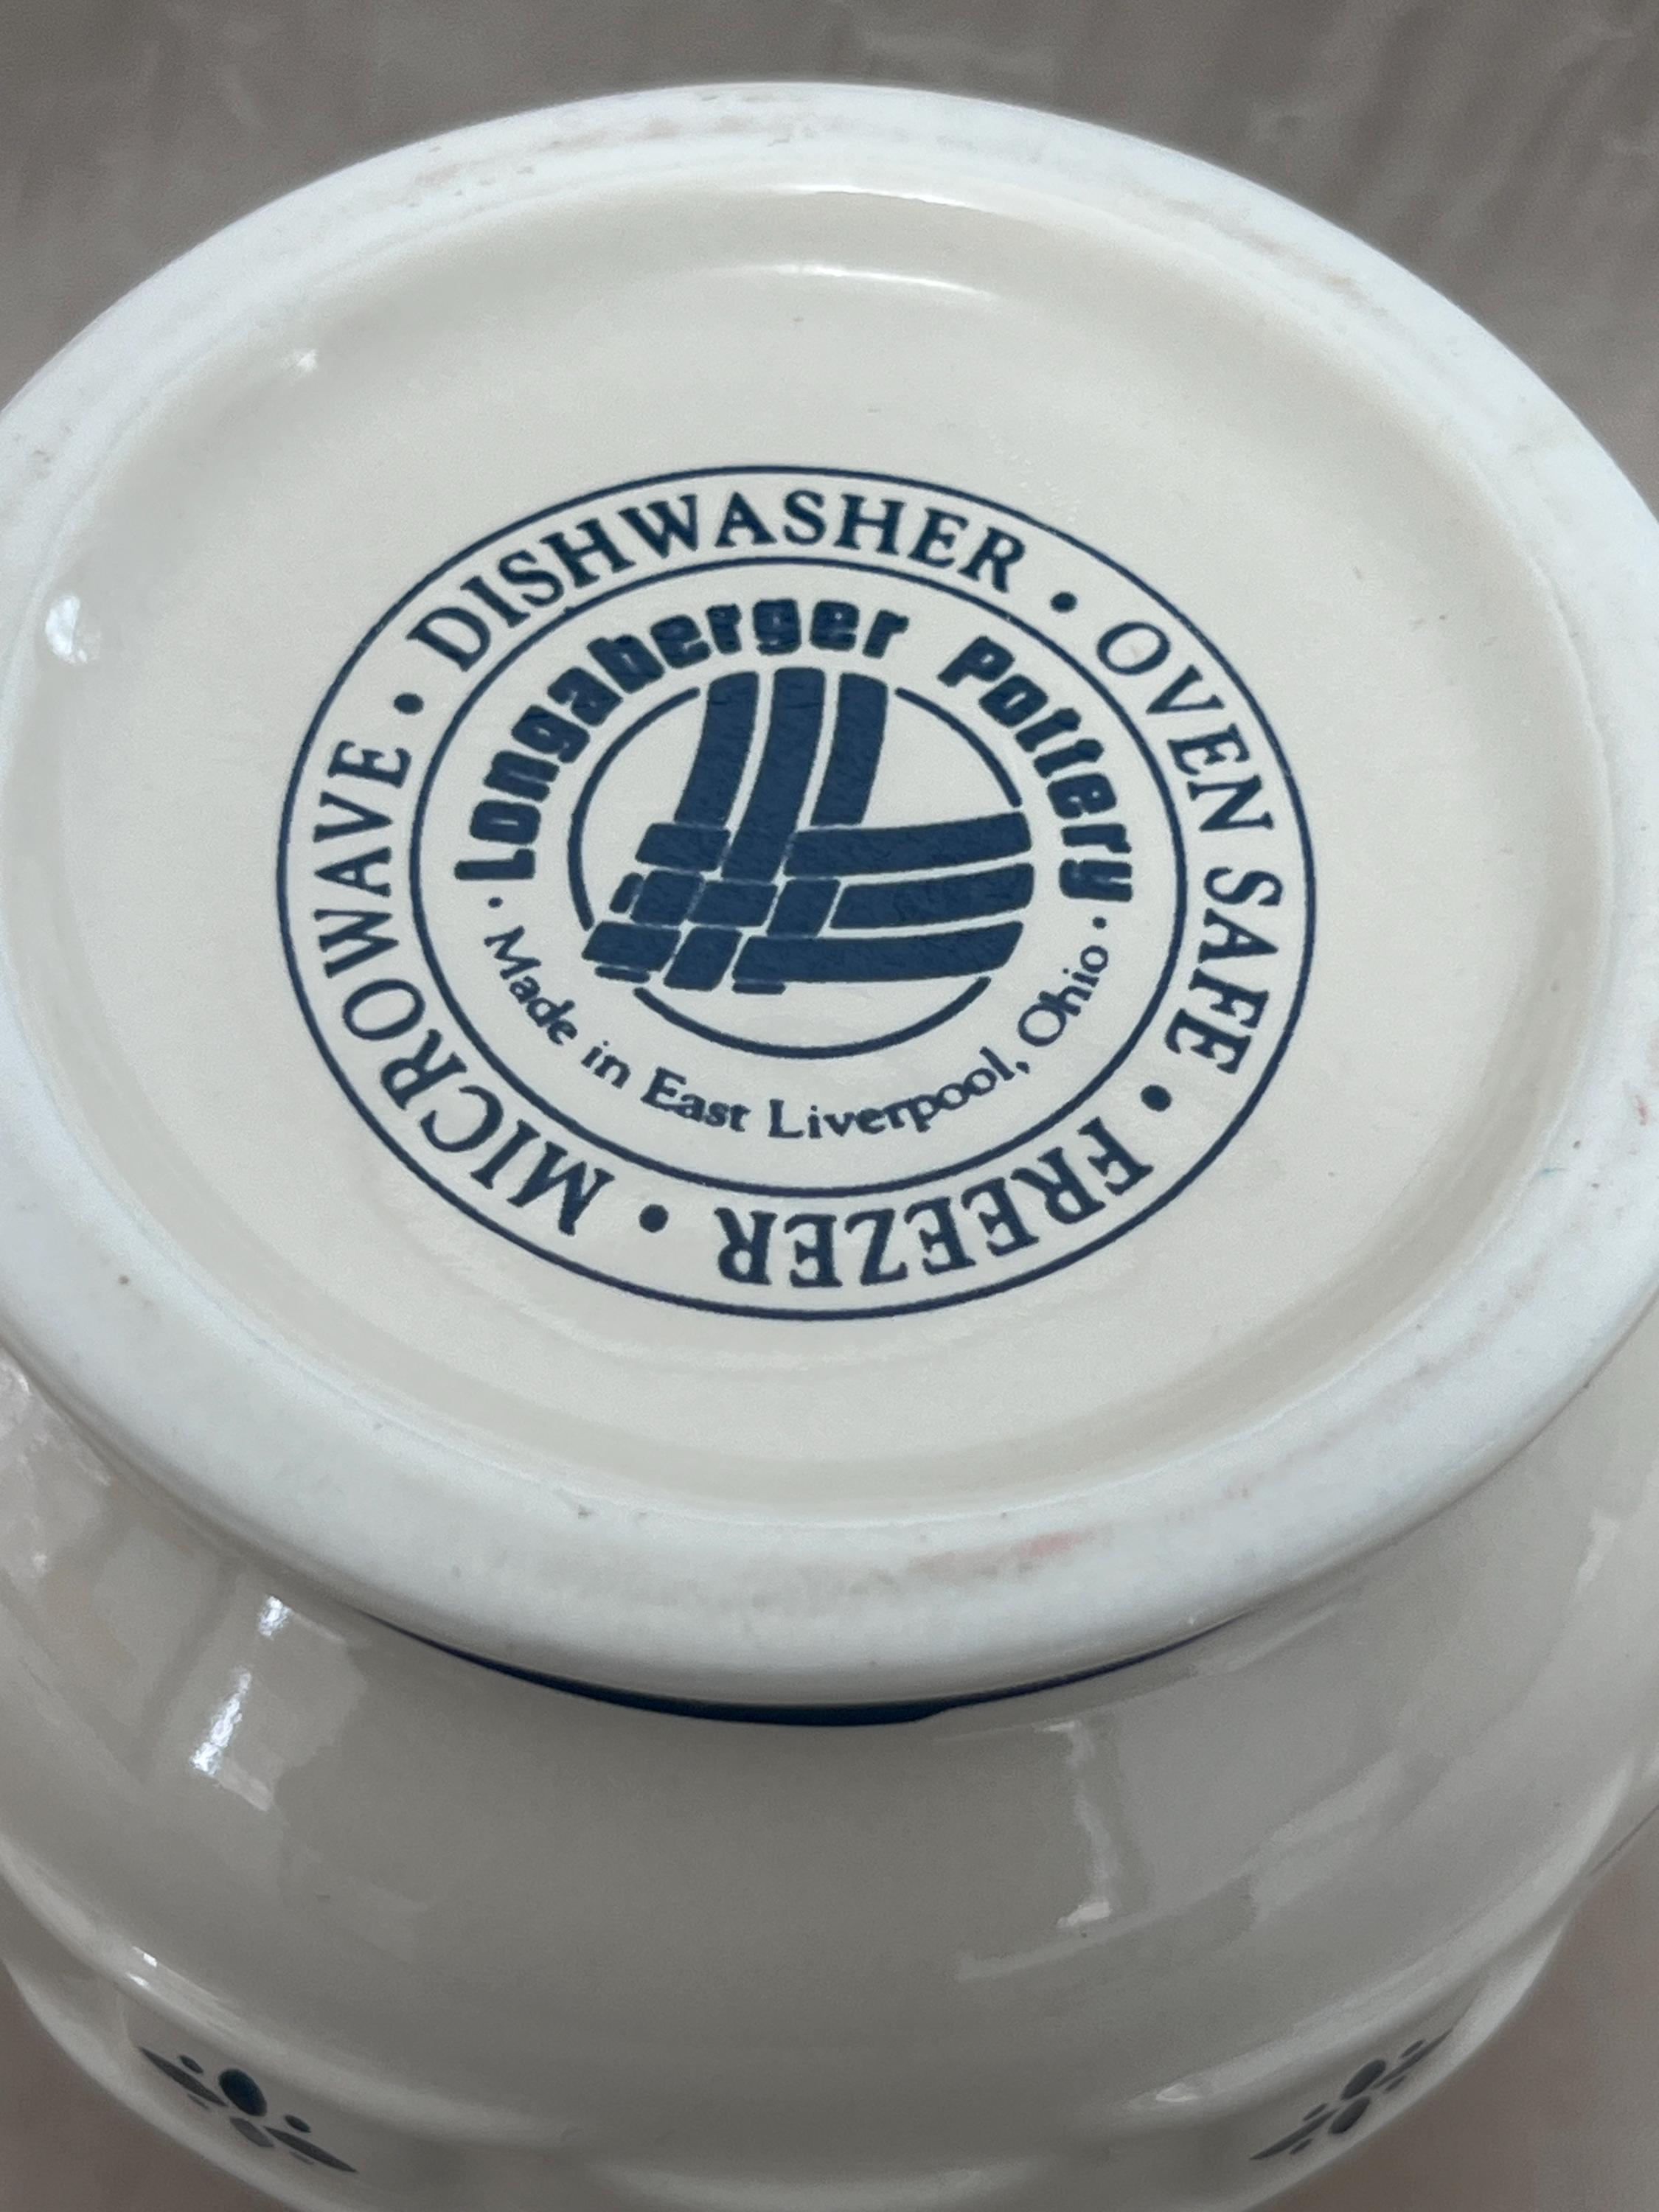 • DISHWASHER • OVEN SAFE • FREEZER • MICROWAVE
Longaberger Pottery
• Made in East Liverpool, Ohio •